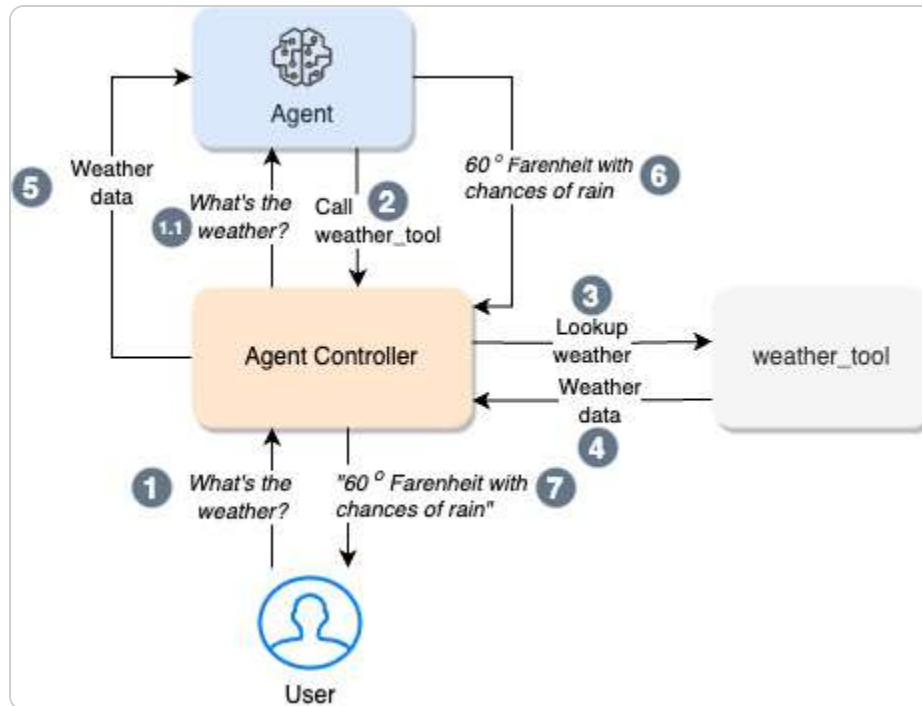 Agent
5
Weather
data
1.1
What's the
weather?
2
Call
weather_tool
60 o Farenheit with
chances of rain
6
3
Lookup
weather
Agent Controller
weather_tool
Weather
data
4
1
What's the
weather?
"60 o Farenheit with
chances of rain"
7
User